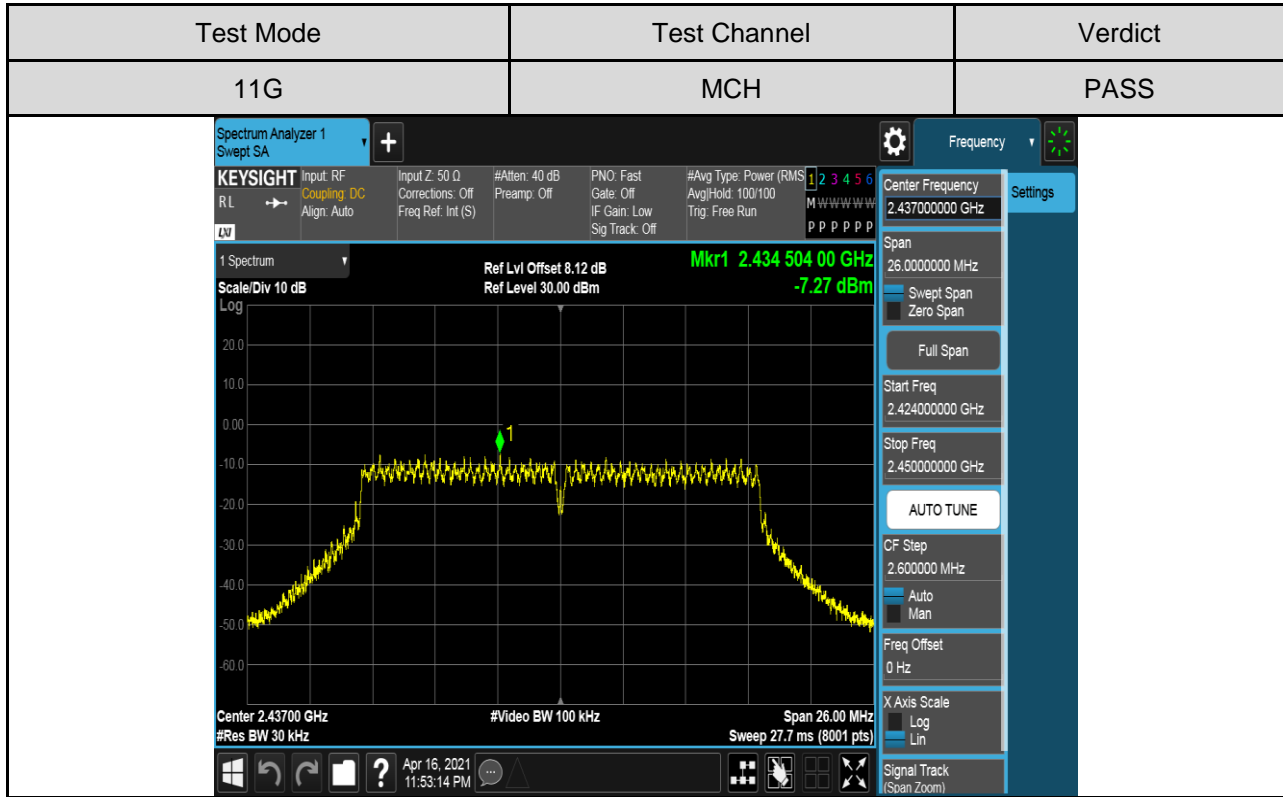 Test Mode
Test Channel
Verdict
11G
MCH
PASS
Spectrum Analyzer 1
Swept SA
+
Frequency
KEYSIGHT
RL
LXI
Input: RF
Coupling: DC
Align: Auto
Input Z: 50 Ω
Corrections: Off
Freq Ref: Int (S)
#Atten: 40 dB
Preamp: Off
PNO: Fast
Gate: Off
IF Gain: Low
Sig Track: Off
#Avg Type: Power (RMS
Avg|Hold: 100/100
Trig: Free Run
1 2 3 4 5 6
M W W W W W
P P P P P P
1 Spectrum
Scale/Div 10 dB
Ref Lvl Offset 8.12 dB
Ref Level 30.00 dBm
Mkr1 2.434 504 00 GHz
-7.27 dBm
Log
20.0
10.0
0.00
-10.0
-20.0
-30.0
-40.0
-50.0
-60.0
1
Center 2.43700 GHz
#Res BW 30 kHz
#Video BW 100 kHz
Span 26.00 MHz
Sweep 27.7 ms (8001 pts)
?
Apr 16, 2021
11:53:14 PM
Center Frequency
2.437000000 GHz
Settings
Span
26.0000000 MHz
Swept Span
Zero Span
Full Span
Start Freq
2.424000000 GHz
Stop Freq
2.450000000 GHz
AUTO TUNE
CF Step
2.600000 MHz
Auto
Man
Freq Offset
0 Hz
X Axis Scale
Log
Lin
Signal Track
(Span Zoom)